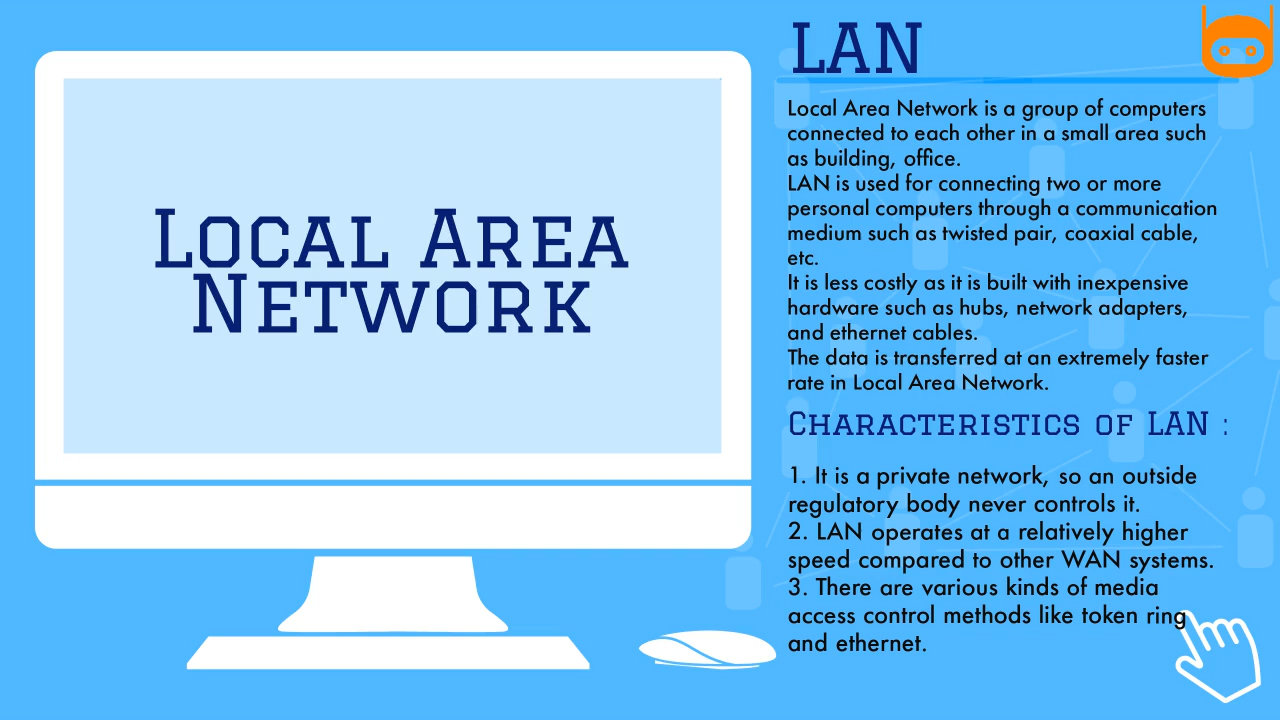 Local Area
Network
LAN
Local Area Network is a group of computers
connected to each other in a small area such
as building, office.
LAN is used for connecting two or more
personal computers through a communication
medium such as twisted pair, coaxial cable,
etc.
It is less costly as it is built with inexpensive
hardware such as hubs, network adapters,
and ethernet cables.
The data is transferred at an extremely faster
rate in Local Area Network.
Characteristics of LAN :
1. It is a private network, so an outside
regulatory body never controls it.
2. LAN operates at a relatively higher
speed compared to other WAN systems.
3. There are various kinds of media
access control methods like token ring
and ethernet.